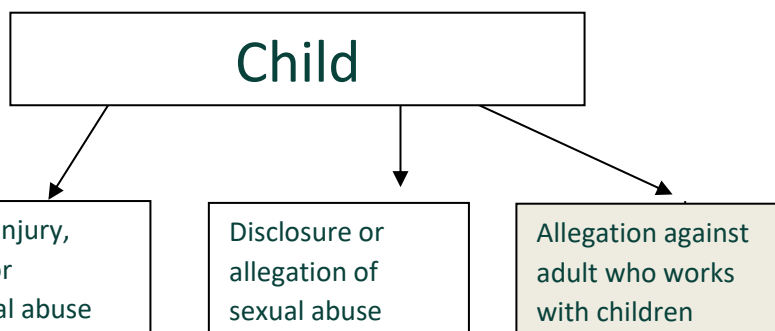 Child
njury,
or
al abuse
Disclosure or
allegation of
sexual abuse
Allegation against
adult who works
with children